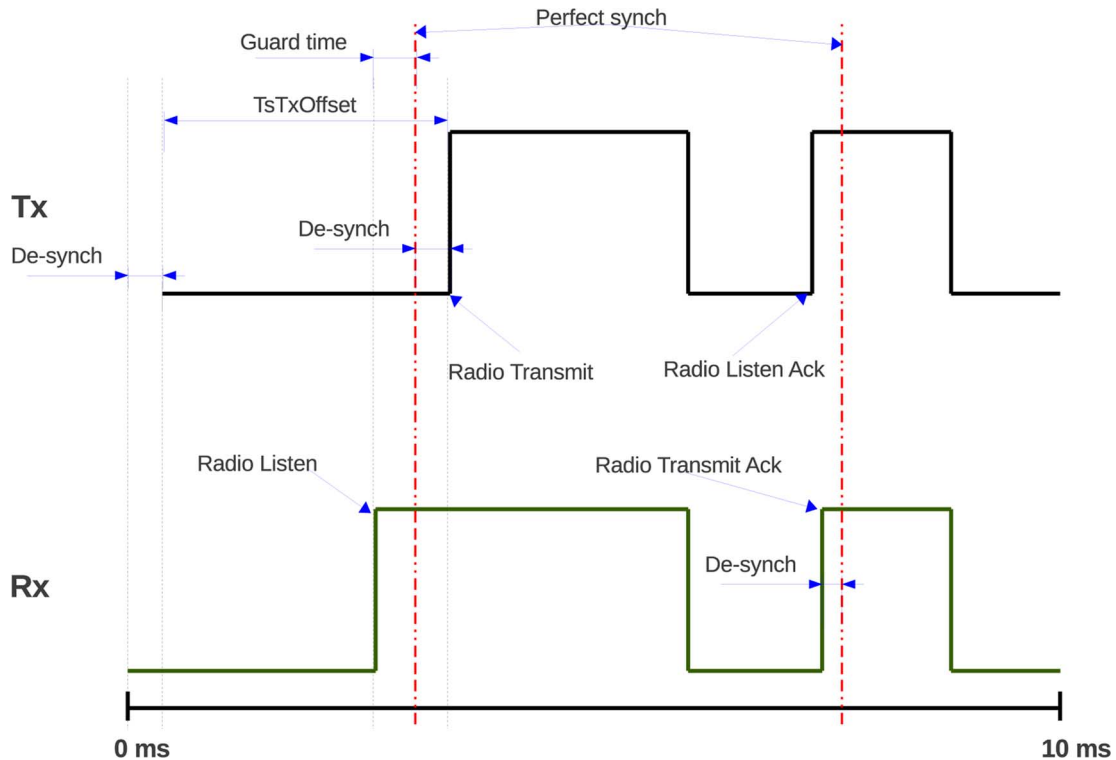 Perfect synch
Guard time
TsTxOffset
Tx
De-synch
De-synch
Radio Transmit
Radio Listen Ack
Radio Listen
Radio Transmit Ack
De-synch
Rx
0 ms
10 ms